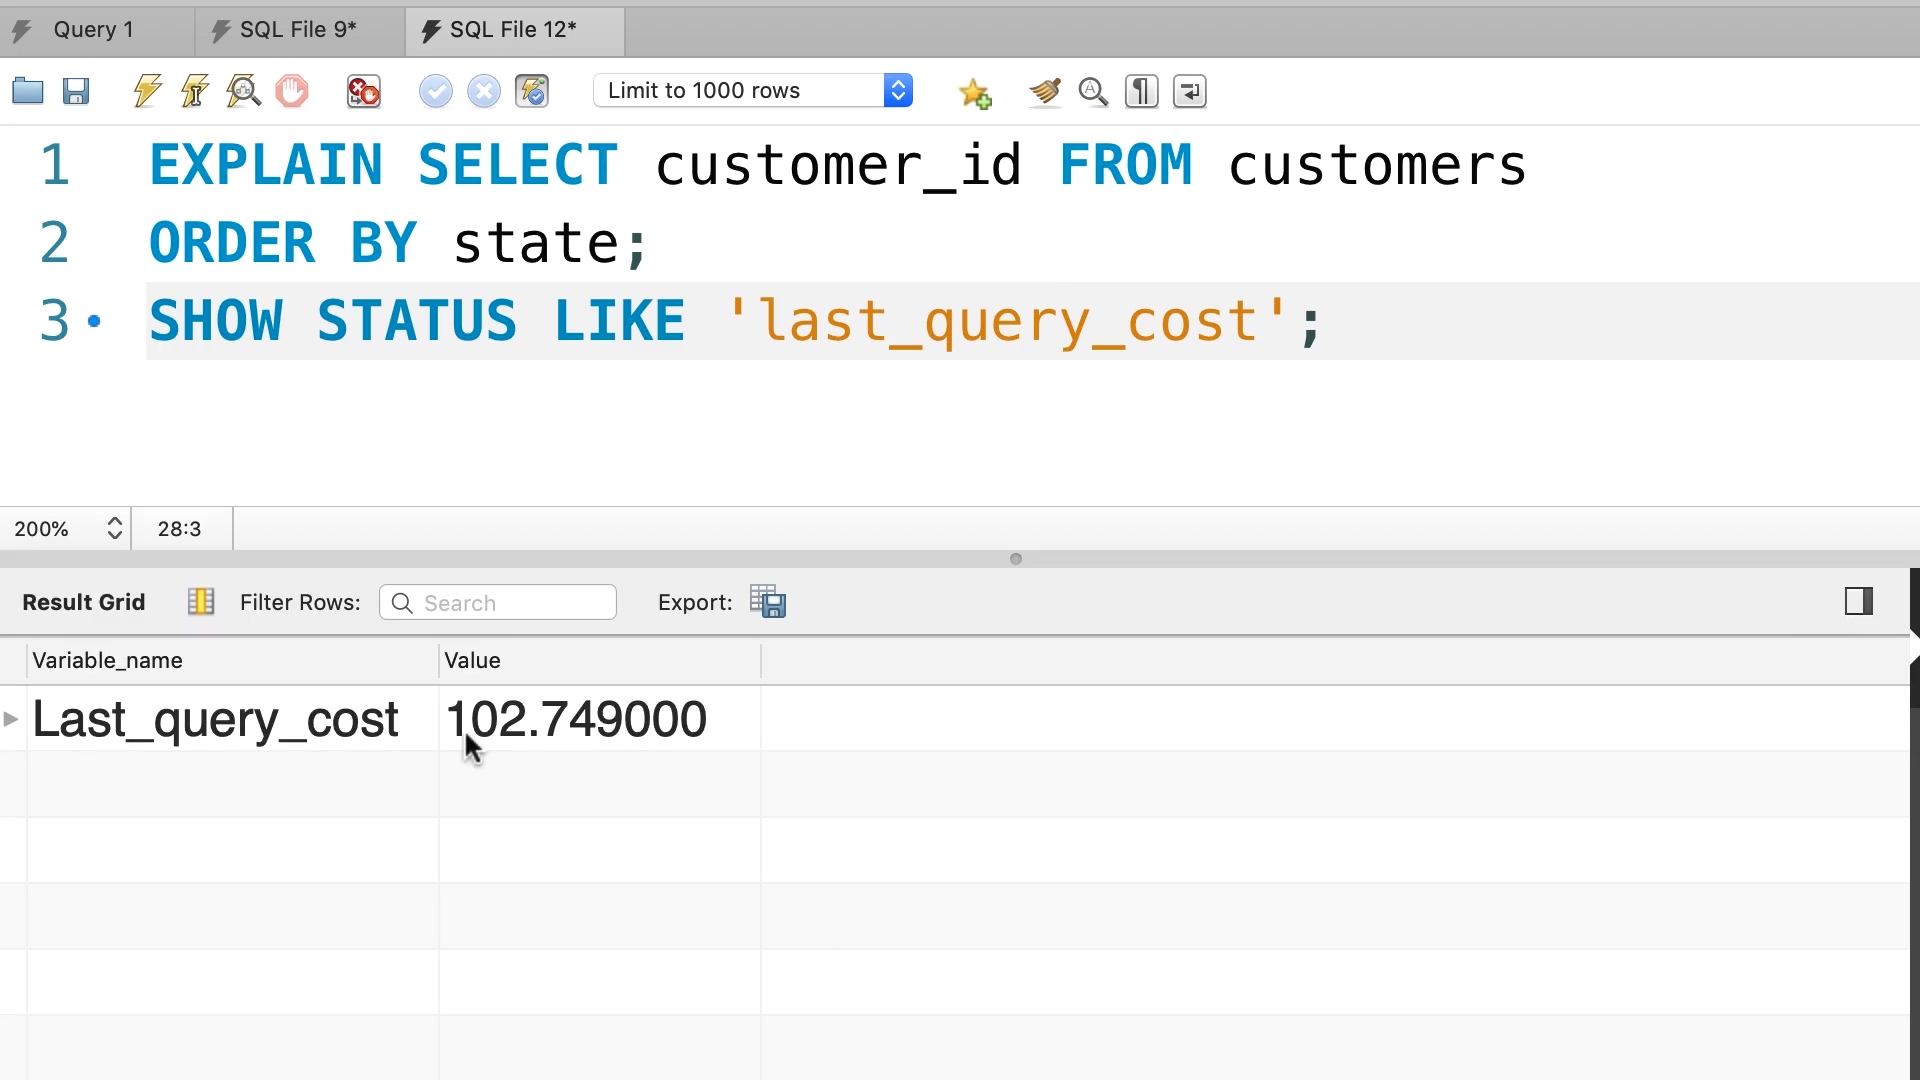 Query 1
SQL File 9*
SQL File 12*
Limit to 1000 rows
1 EXPLAIN SELECT customer_id FROM customers
2 ORDER BY state;
3 SHOW STATUS LIKE 'last_query_cost';
200% 28:3
Result Grid Filter Rows: Search Export:
Variable_name Value
Last_query_cost 102.749000